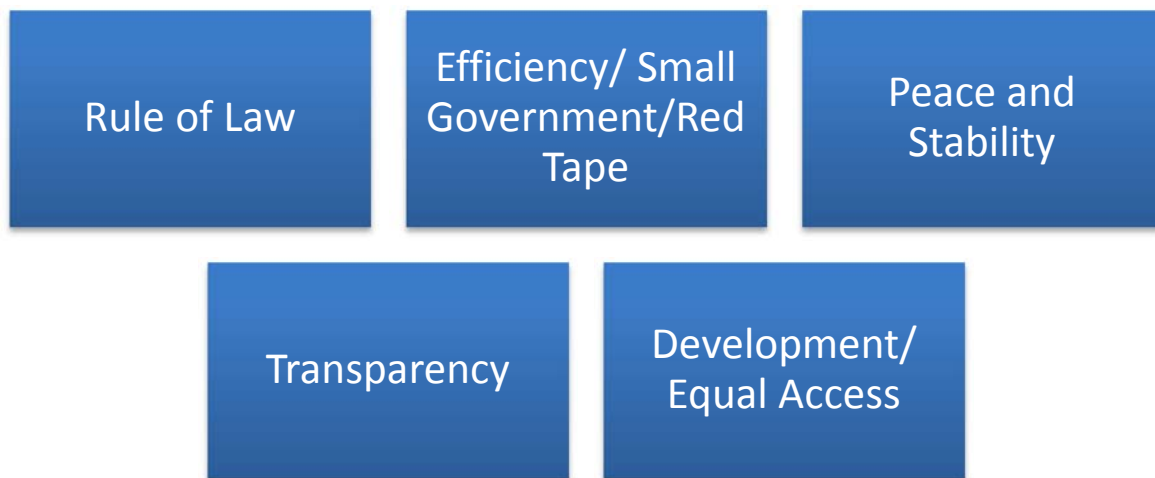 Rule of Law
Efficiency/ Small
Government/Red
Tape
Peace and
Stability
Transparency
Development/
Equal Access